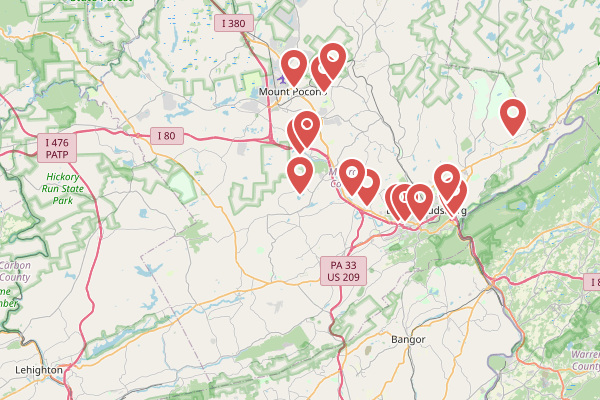 I 380
Mount Pocono
I 80
I 476
PATP
Hickory
Run State
Park
Carbon
County
PA 33
US 209
I 8
Bangor
Warren
County
Lehighton